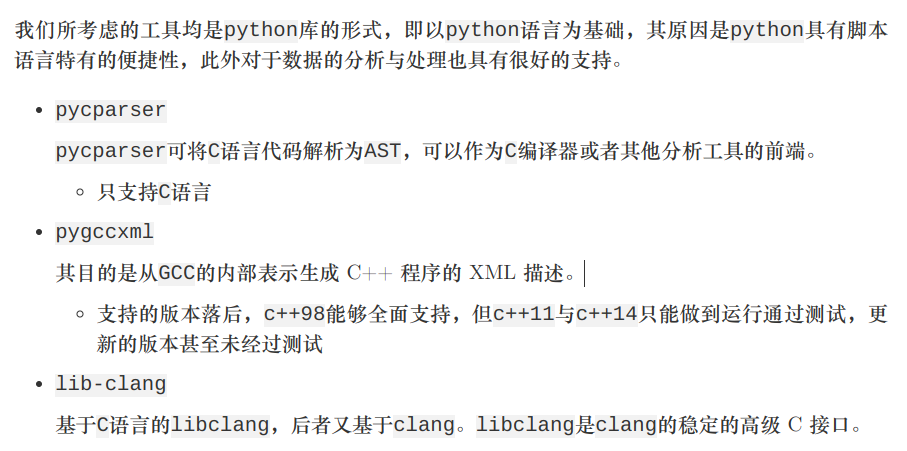 我们所考虑的工具均是python库的形式，即以python语言为基础，其原因是python具有脚本
语言特有的便捷性，此外对于数据的分析与处理也具有很好的支持。
• pycparser
pycparser可将C语言代码解析为AST，可以作为C编译器或者其他分析工具的前端。
○ 只支持C语言
• pygccxml
其目的是从GCC的内部表示生成 C++ 程序的 XML 描述。
○ 支持的版本落后，c++98能够全面支持，但c++11与c++14只能做到运行通过测试，更
新的版本甚至未经过测试
• lib-clang
基于C语言的libclang，后者又基于clang。libclang是clang的稳定的高级 C 接口。